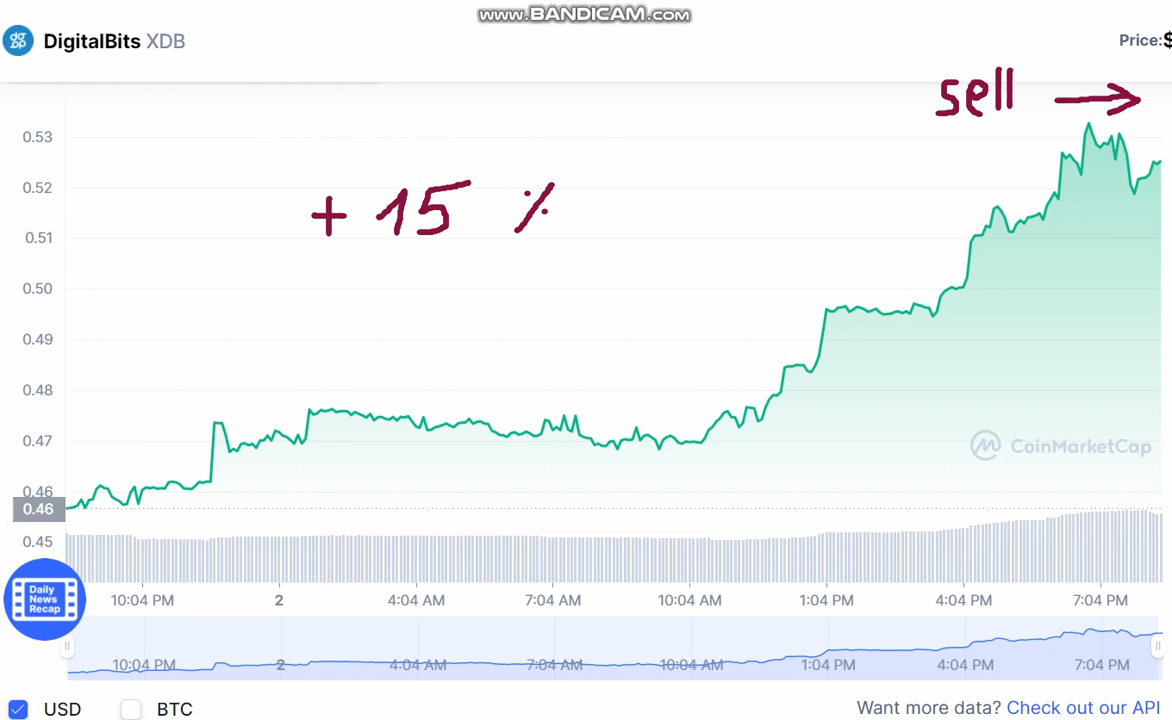 www.BANDICAM.com
DigitalBits XDB
Price:$
sell →
0.53
+ 15 %
0.52
0.51
0.50
0.49
0.48
0.47
CoinMarketCap
0.46
0.46
0.45
Daily
News
Recap
10:04 PM 2 4:04 AM 7:04 AM 10:04 AM 1:04 PM 4:04 PM 7:04 PM
10:04 PM 2 4:04 AM 7:04 AM 10:04 AM 1:04 PM 4:04 PM 7:04 PM
USD BTC
Want more data? Check out our API